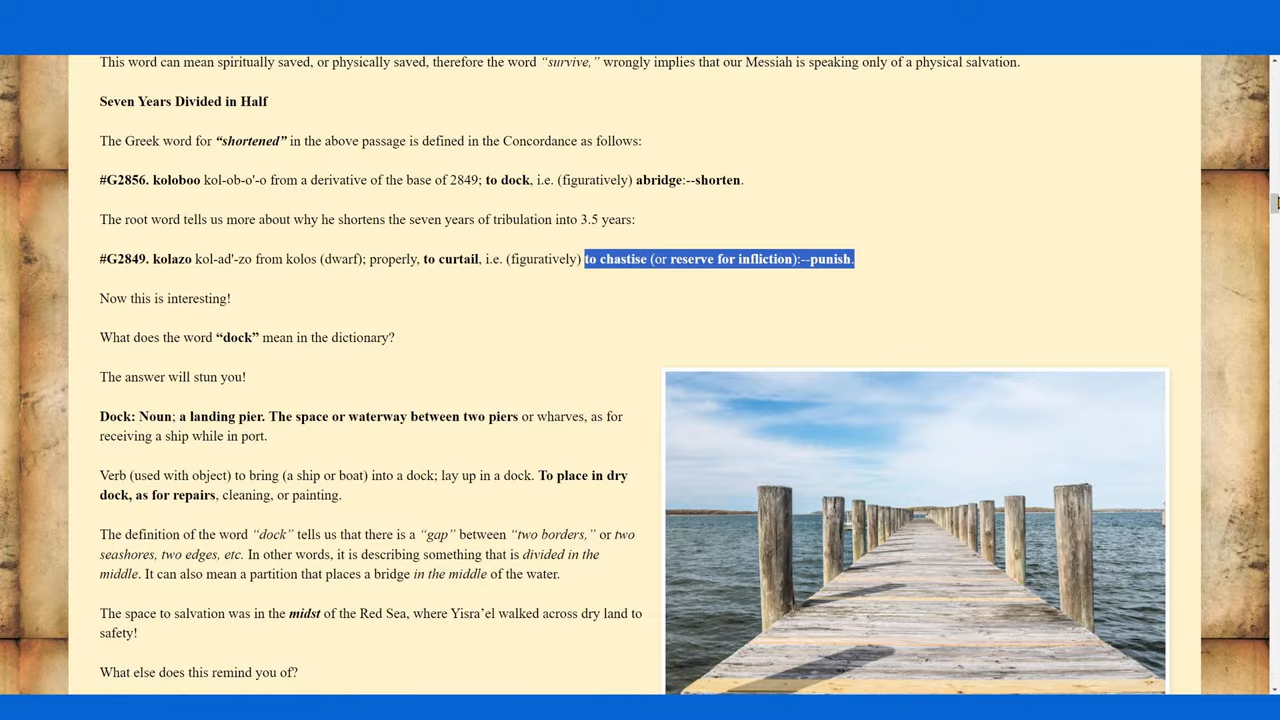 This word can mean spiritually saved, or physically saved, therefore the word “survive,” wrongly implies that our Messiah is speaking only of a physical salvation.
Seven Years Divided in Half
The Greek word for “shortened” in the above passage is defined in the Concordance as follows:
#G2856. koloboo kol-ob-o'-o from a derivative of the base of 2849; to dock, i.e. (figuratively) abridge:--shorten.
The root word tells us more about why he shortens the seven years of tribulation into 3.5 years:
#G2849. kolazo kol-ad'-zo from kolos (dwarf); properly, to curtail, i.e. (figuratively) to chastise (or reserve for infliction):--punish.
Now this is interesting!
What does the word “dock” mean in the dictionary?
The answer will stun you!
Dock: Noun; a landing pier. The space or waterway between two piers or wharves, as for
receiving a ship while in port.
Verb (used with object) to bring (a ship or boat) into a dock; lay up in a dock. To place in dry
dock, as for repairs, cleaning, or painting.
The definition of the word “dock” tells us that there is a “gap” between “two borders,” or two
seashores, two edges, etc. In other words, it is describing something that is divided in the
middle. It can also mean a partition that places a bridge in the middle of the water.
The space to salvation was in the midst of the Red Sea, where Yisra’el walked across dry land to
safety!
What else does this remind you of?